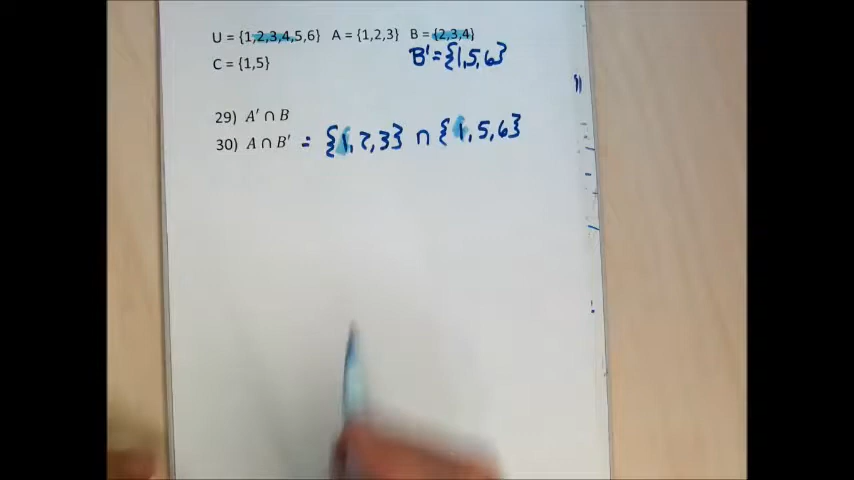 U = {1,2,3,4,5,6} A = {1,2,3} B = {2,3,4}
C = {1,5} B' = {1,5,6}
29) A′ ∩ B
30) A ∩ B′ = {1,2,3} ∩ {1,5,6}